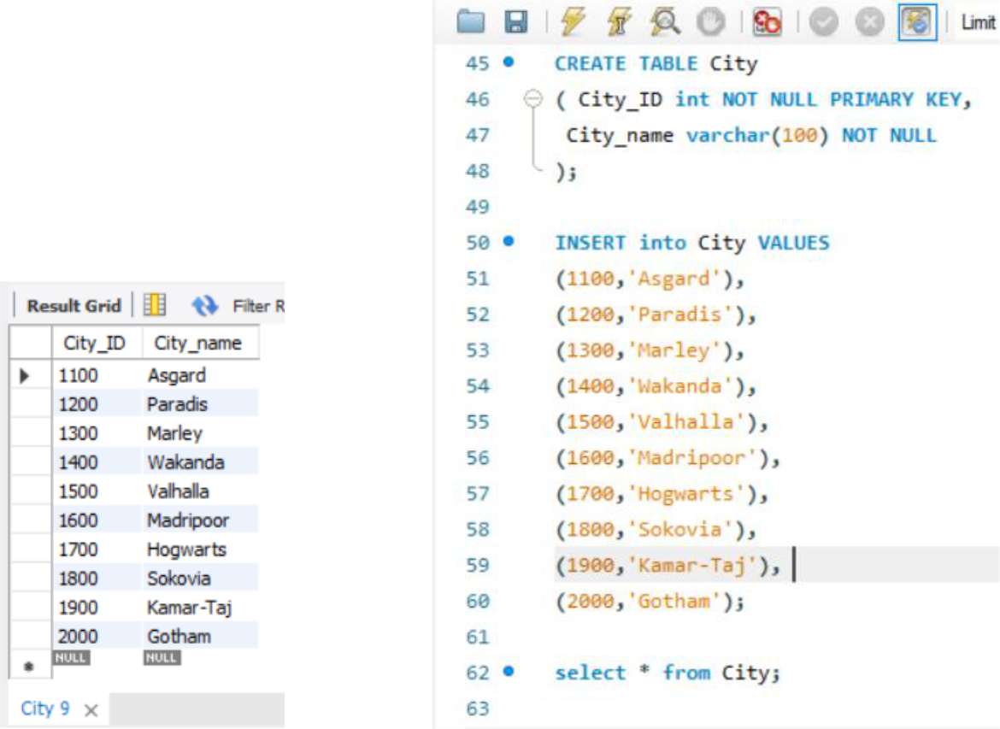 Result Grid Filter R
City_ID City_name
1100 Asgard
1200 Paradis
1300 Marley
1400 Wakanda
1500 Valhalla
1600 Madripoor
1700 Hogwarts
1800 Sokovia
1900 Kamar-Taj
2000 Gotham
NULL NULL
City 9
Limit
45 CREATE TABLE City
46 ( City_ID int NOT NULL PRIMARY KEY,
47 City_name varchar(100) NOT NULL
48 );
49
50 INSERT into City VALUES
51 (1100,'Asgard'),
52 (1200,'Paradis'),
53 (1300,'Marley'),
54 (1400,'Wakanda'),
55 (1500,'Valhalla'),
56 (1600,'Madripoor'),
57 (1700,'Hogwarts'),
58 (1800,'Sokovia'),
59 (1900,'Kamar-Taj'),
60 (2000,'Gotham');
61
62 select * from City;
63